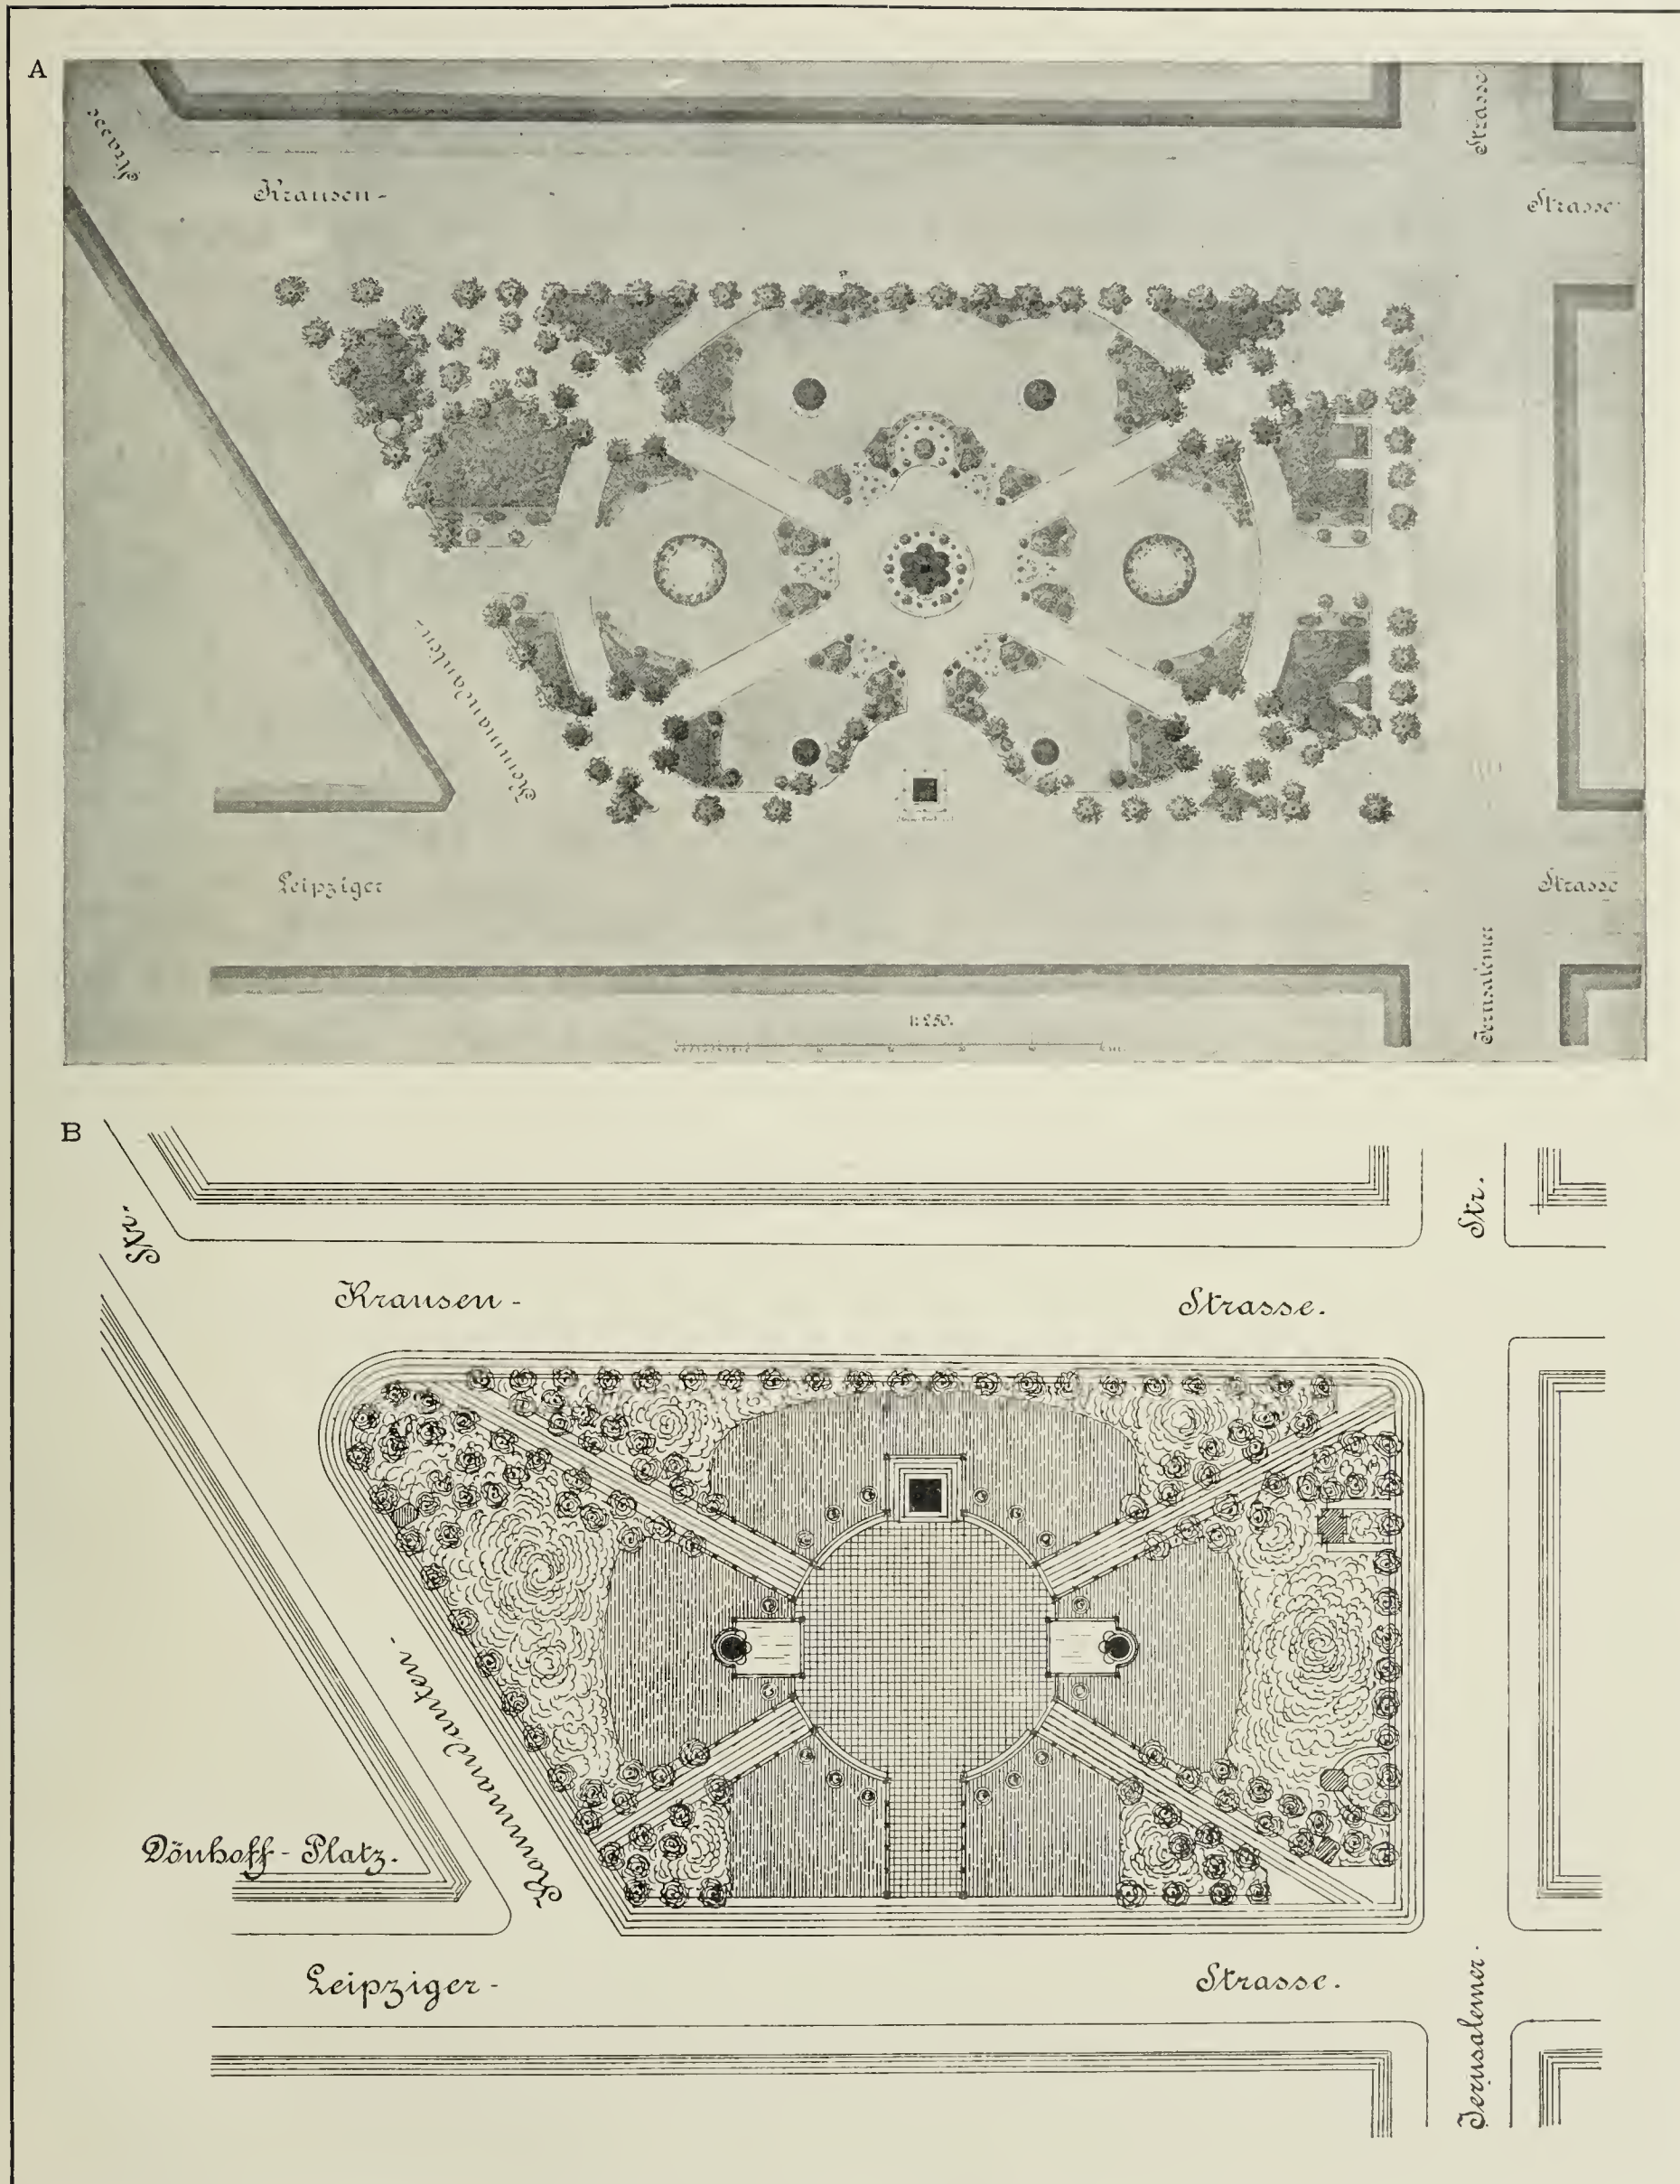 A
Strasse
Strasse
Krausen-
Strasse
Kommandanten-
Leipziger
Strasse
Jerusalemer
1:250.
B
Str.
Str.
Krausen-
Strasse.
Kommandanten-
Dönhoff-Platz.
Leipziger-
Strasse.
Jerusalemer-